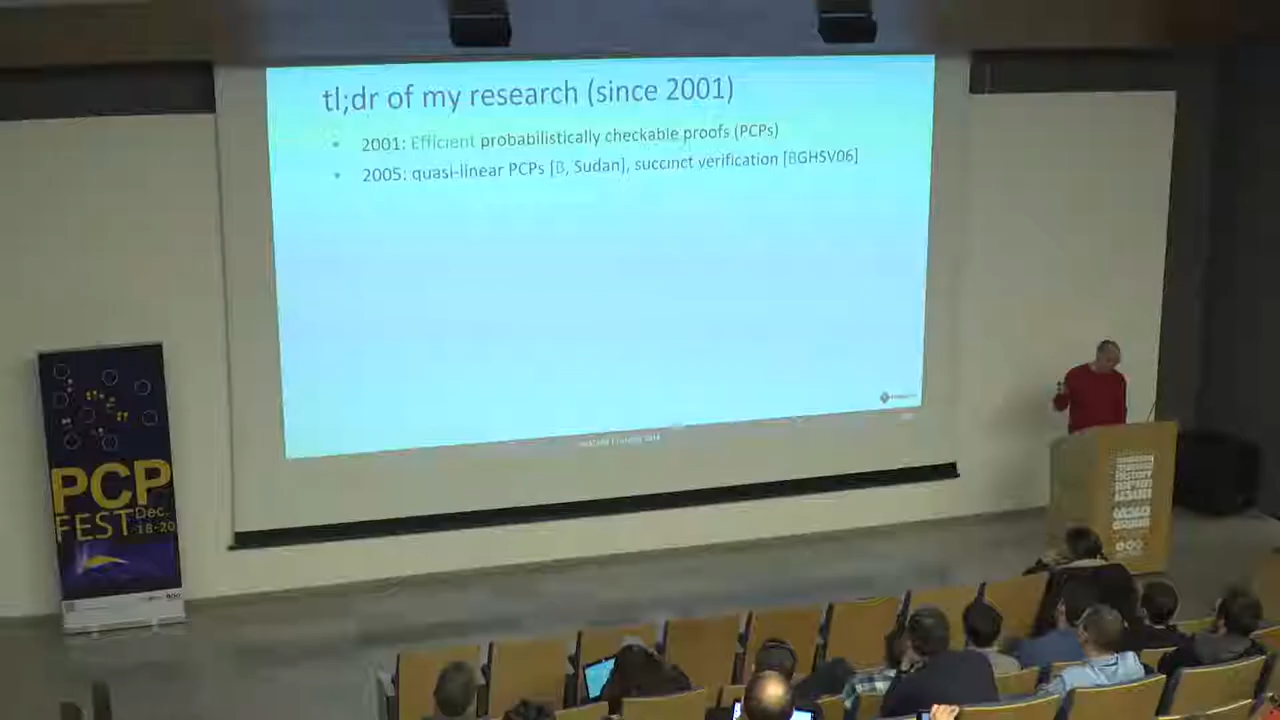 tl;dr of my research (since 2001)
• 2001: Efficient probabilistically checkable proofs (PCPs)
• 2005: quasi-linear PCPs [B, Sudan], succinct verification [BGHSV06]
PCP
FEST Dec.
18-20